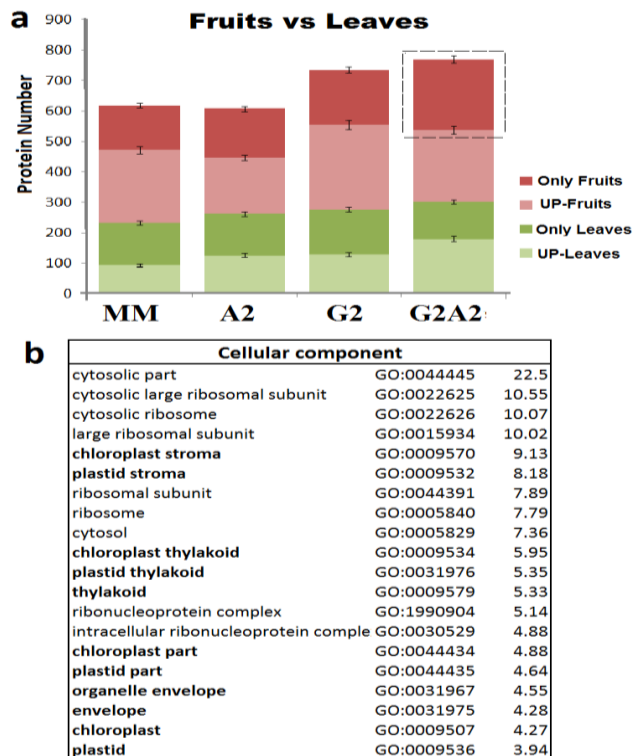 a
Fruits vs Leaves
Protein Number
900
800
700
600
500
400
300
200
100
0
MM A2 G2 G2A2
Only Fruits
UP-Fruits
Only Leaves
UP-Leaves
b
Cellular component
cytosolic part GO:0044445 22.5
cytosolic large ribosomal subunit GO:0022625 10.55
cytosolic ribosome GO:0022626 10.07
large ribosomal subunit GO:0015934 10.02
chloroplast stroma GO:0009570 9.13
plastid stroma GO:0009532 8.18
ribosomal subunit GO:0044391 7.89
ribosome GO:0005840 7.79
cytosol GO:0005829 7.36
chloroplast thylakoid GO:0009534 5.95
plastid thylakoid GO:0031976 5.35
thylakoid GO:0009579 5.33
ribonucleoprotein complex GO:1990904 5.14
intracellular ribonucleoprotein comple GO:0030529 4.88
chloroplast part GO:0044434 4.88
plastid part GO:0044435 4.64
organelle envelope GO:0031967 4.55
envelope GO:0031975 4.28
chloroplast GO:0009507 4.27
plastid GO:0009536 3.94